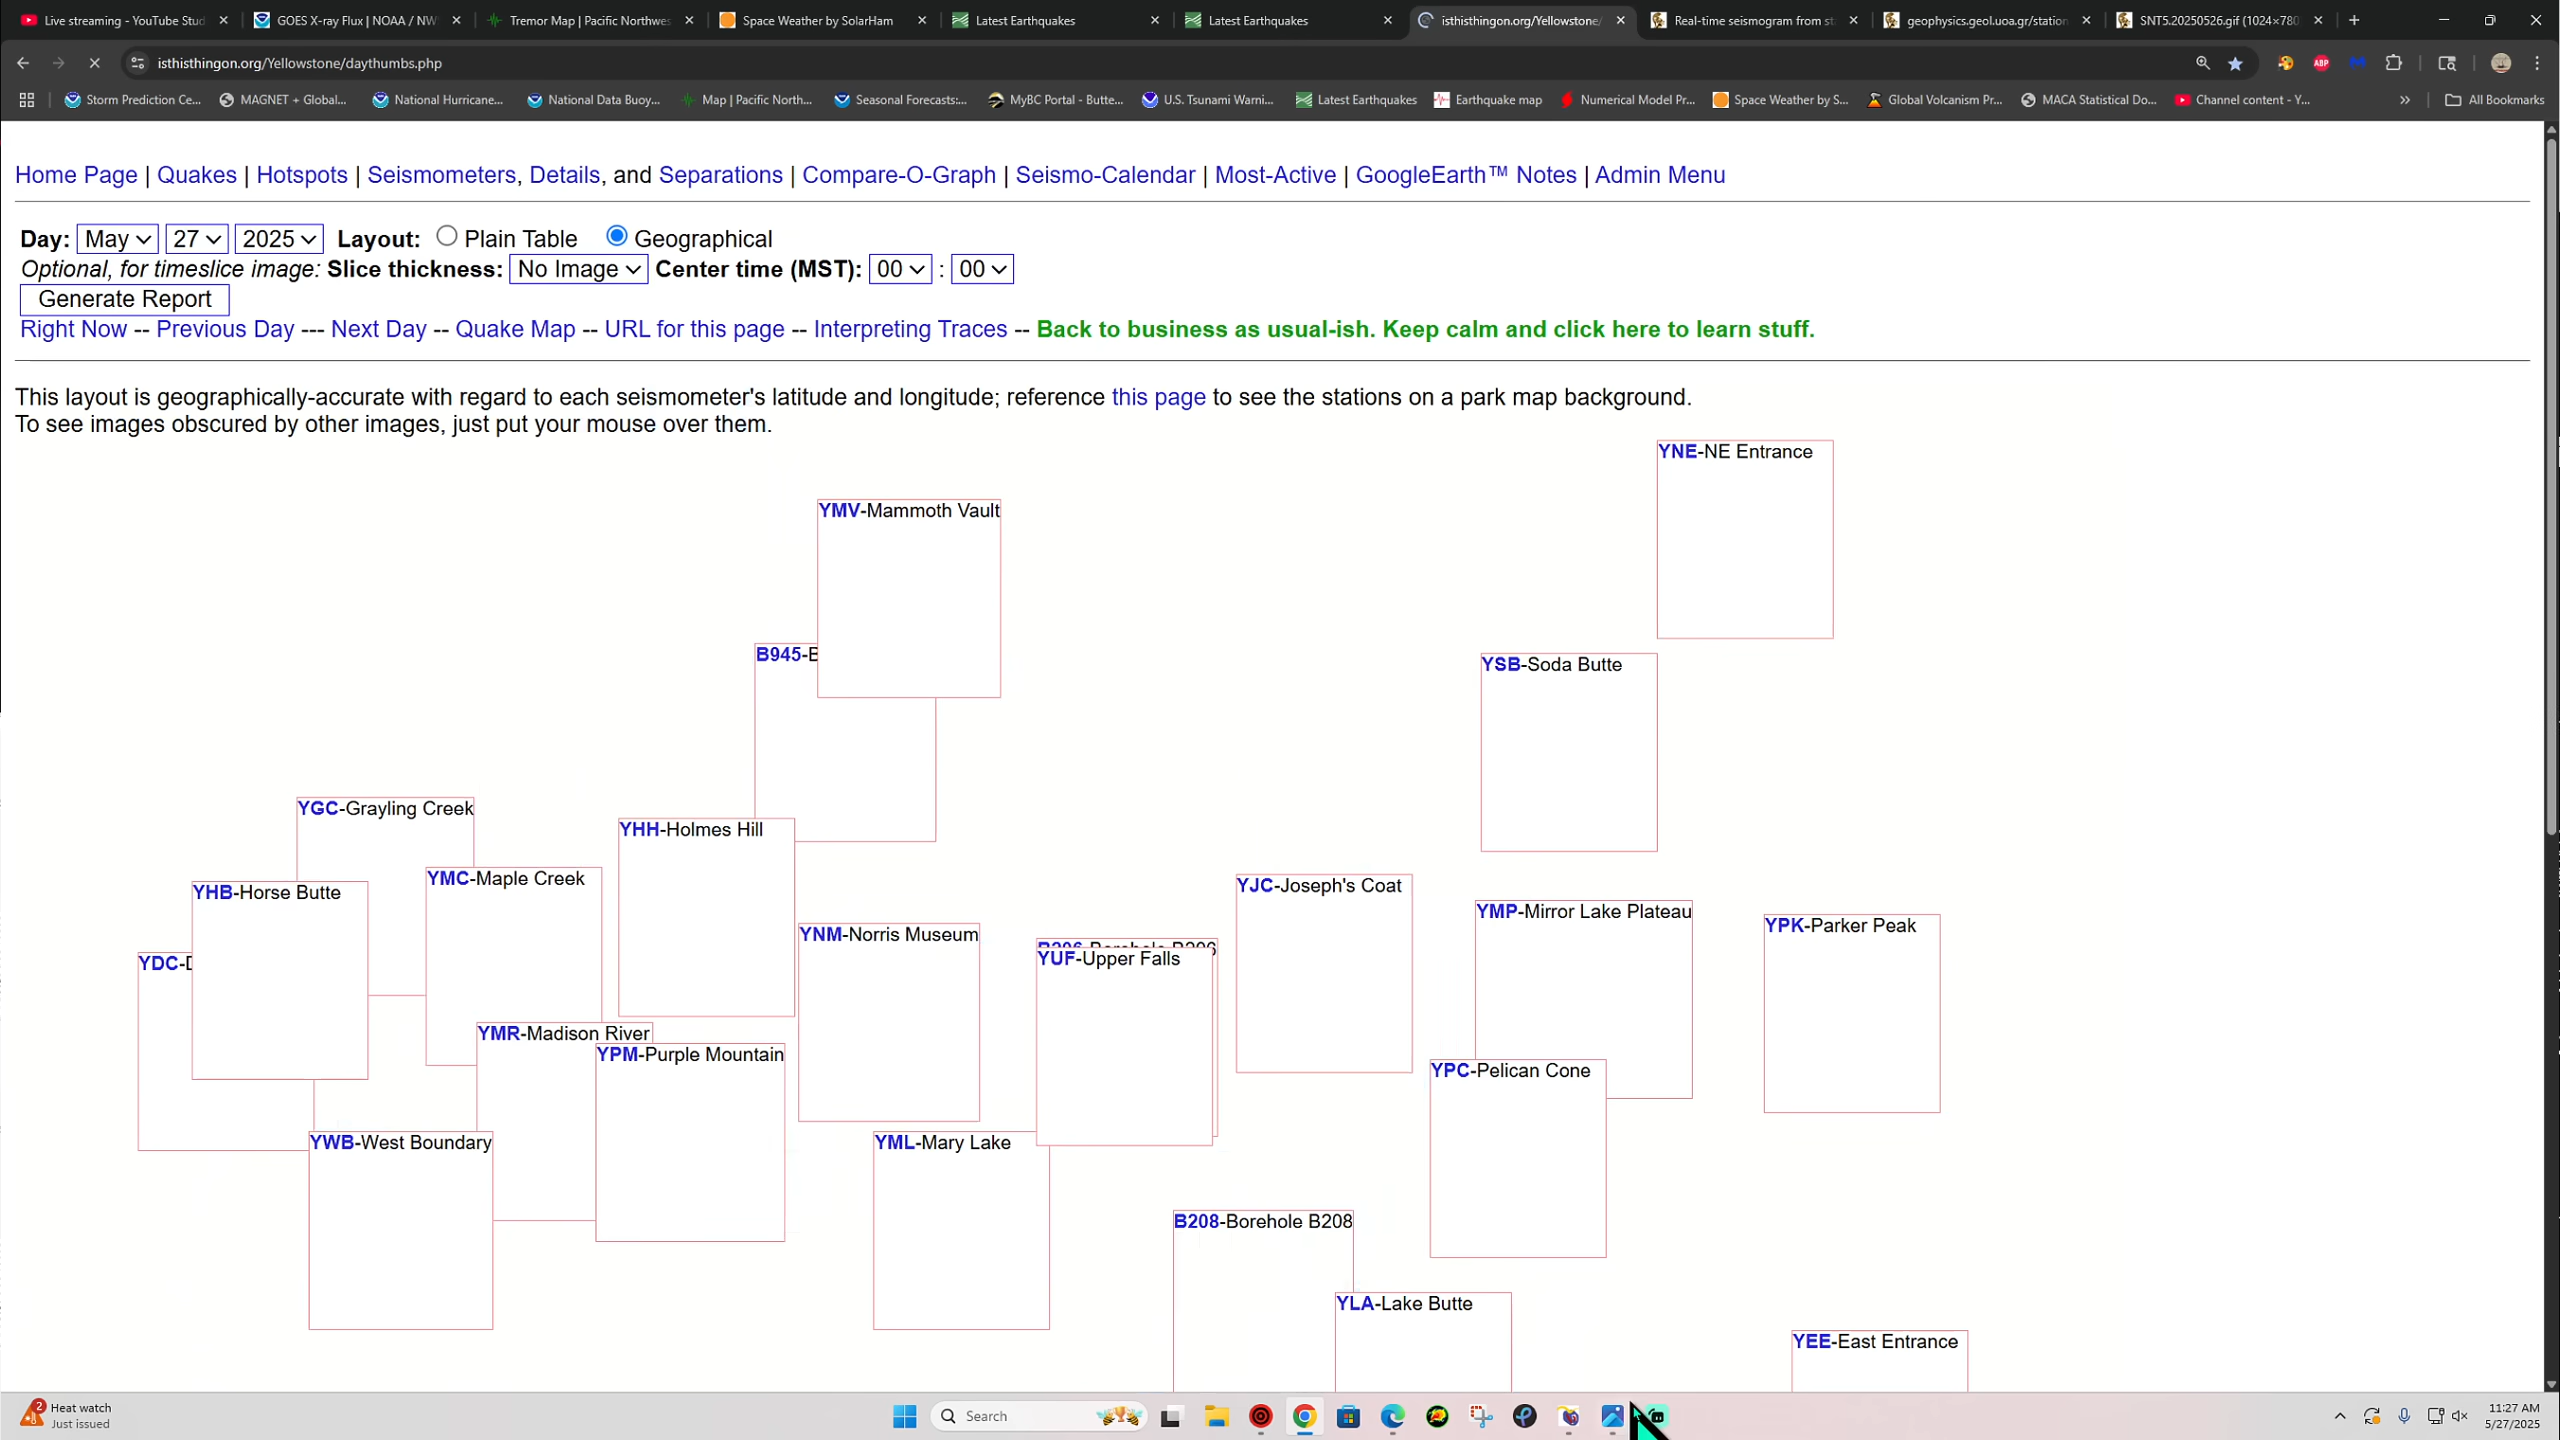 Live streaming - YouTube Stud
GOES X-ray Flux | NOAA / NW
Tremor Map | Pacific Northwes
Space Weather by SolarHam
Latest Earthquakes
Latest Earthquakes
isthisthingon.org/Yellowstone/
Real-time seismogram from st
geophysics.geol.uoa.gr/station
SNT5.20250526.gif (1024×780
isthisthingon.org/Yellowstone/daythumbs.php
ABP
Storm Prediction Ce...
MAGNET + Global...
National Hurricane...
National Data Buoy...
Map | Pacific North...
Seasonal Forecasts:...
MyBC Portal - Butte...
U.S. Tsunami Warni...
Latest Earthquakes
Earthquake map
Numerical Model Pr...
Space Weather by S...
Global Volcanism Pr...
MACA Statistical Do...
Channel content - Y...
All Bookmarks
Home Page | Quakes | Hotspots | Seismometers, Details, and Separations | Compare-O-Graph | Seismo-Calendar | Most-Active | GoogleEarth™ Notes | Admin Menu
Day: May 27 2025 Layout: Plain Table Geographical
Optional, for timeslice image: Slice thickness: No Image Center time (MST): 00 : 00
Generate Report
Right Now -- Previous Day --- Next Day -- Quake Map -- URL for this page -- Interpreting Traces -- Back to business as usual-ish. Keep calm and click here to learn stuff.
This layout is geographically-accurate with regard to each seismometer's latitude and longitude; reference this page to see the stations on a park map background.
To see images obscured by other images, just put your mouse over them.
YNE-NE Entrance
YMV-Mammoth Vault
B945-B
YSB-Soda Butte
YGC-Grayling Creek
YHH-Holmes Hill
YMC-Maple Creek
YJC-Joseph's Coat
YHB-Horse Butte
YMP-Mirror Lake Plateau
YPK-Parker Peak
YNM-Norris Museum
B206-Borehole B206
YUF-Upper Falls
YDC-
YMR-Madison River
YPM-Purple Mountain
YPC-Pelican Cone
YWB-West Boundary
YML-Mary Lake
B208-Borehole B208
YLA-Lake Butte
YEE-East Entrance
2
Heat watch
Just issued
Search
11:27 AM
5/27/2025